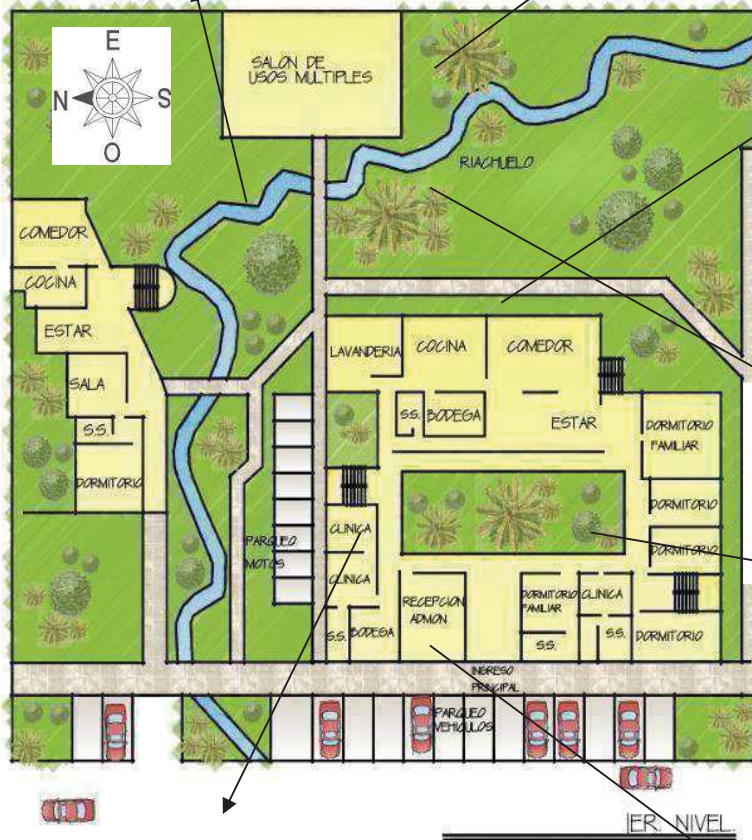 E
N
S
O
SALON DE
USOS MULTIPLES
RIACHUELO
COMEDOR
COCINA
ESTAR
SALA
S.S.
DORMITORIO
LAVANDERIA
COCINA
COMEDOR
S.S.
BODEGA
ESTAR
DORMITORIO
FAMILIAR
DORMITORIO
DORMITORIO
CLINICA
PARQUEO
MOTOS
CLINICA
RECEPCION
ADMON
DORMITORIO
FAMILIAR
CLINICA
S.S.
BODEGA
S.S.
S.S.
DORMITORIO
INGRESO
PRINCIPAL
PARQUEO
VEHICULOS
1ER. NIVEL